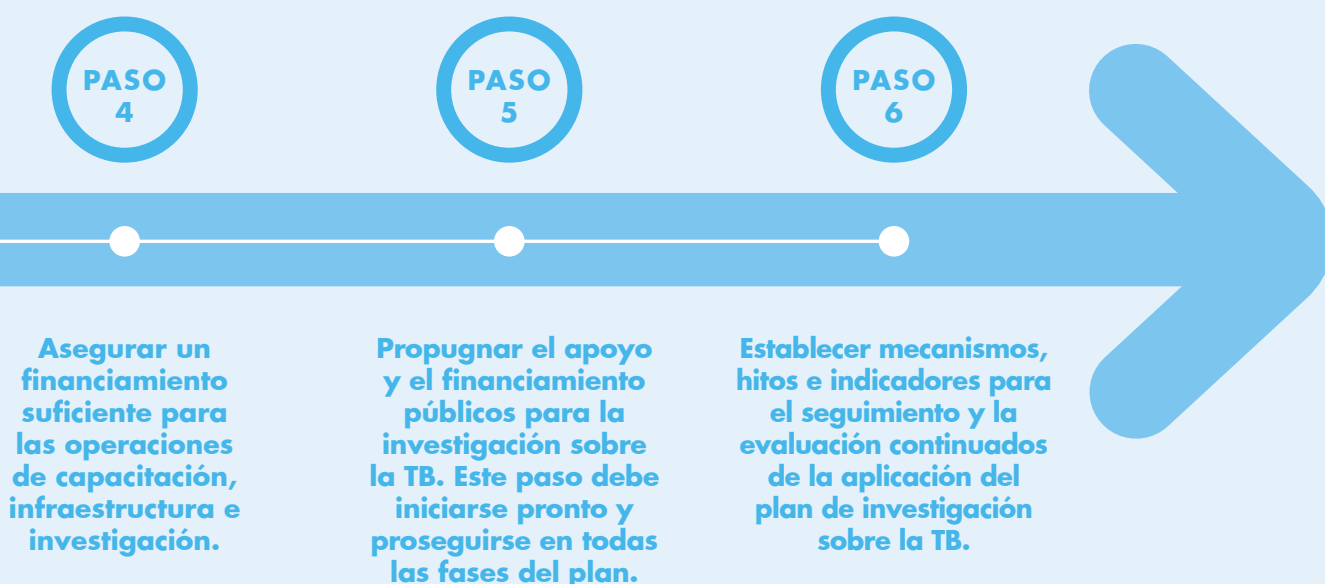 PASO
4
PASO
5
PASO
6
Asegurar un
financiamiento
suficiente para
las operaciones
de capacitación,
infraestructura e
investigación.
Propugnar el apoyo
y el financiamiento
públicos para la
investigación sobre
la TB. Este paso debe
iniciarse pronto y
proseguirse en todas
las fases del plan.
Establecer mecanismos,
hitos e indicadores para
el seguimiento y la
evaluación continuados
de la aplicación del
plan de investigación
sobre la TB.